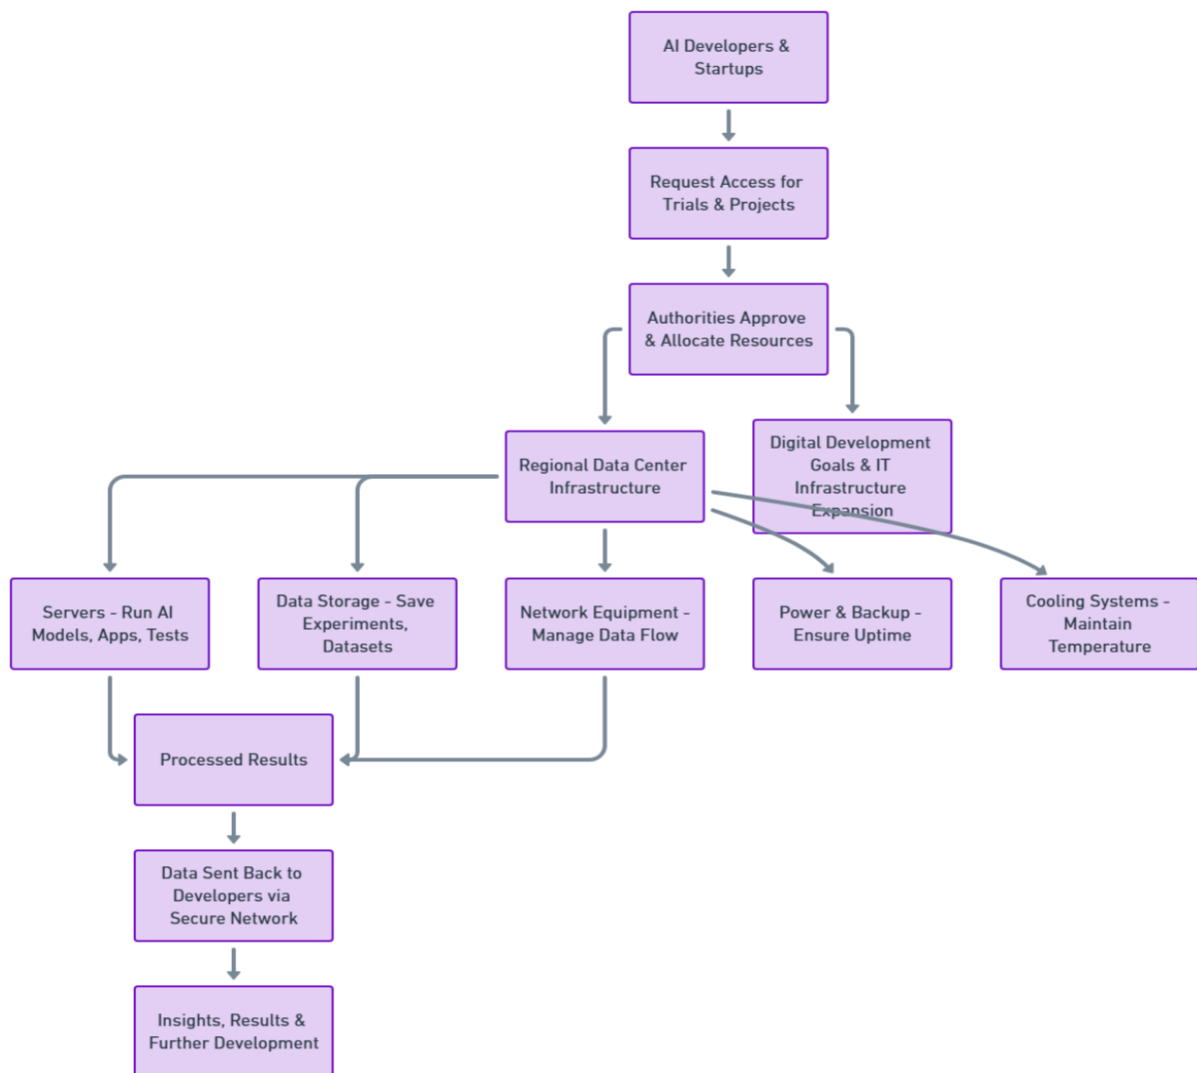 AI Developers &
Startups
Request Access for
Trials & Projects
Authorities Approve
& Allocate Resources
Regional Data Center
Infrastructure
Digital Development
Goals & IT
Infrastructure
Expansion
Servers - Run AI
Models, Apps, Tests
Data Storage - Save
Experiments,
Datasets
Network Equipment -
Manage Data Flow
Power & Backup -
Ensure Uptime
Cooling Systems -
Maintain
Temperature
Processed Results
Data Sent Back to
Developers via
Secure Network
Insights, Results &
Further Development